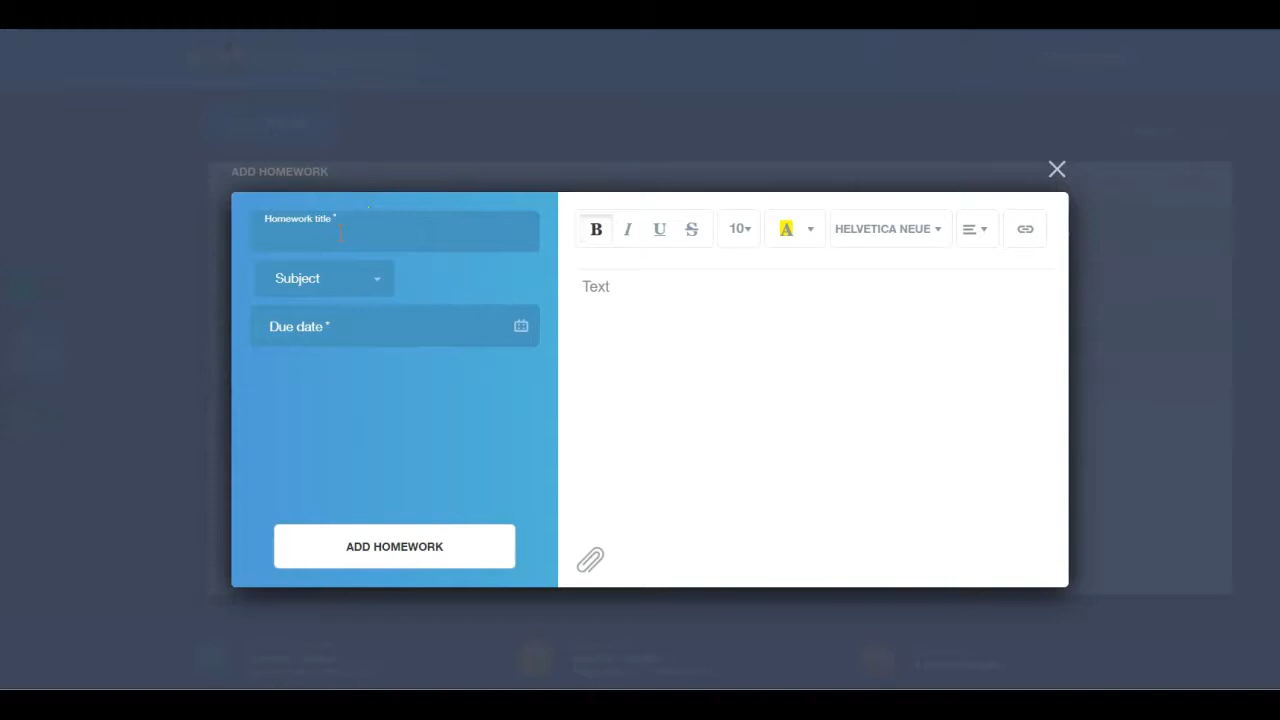 ADD HOMEWORK
Homework title *
Subject
Due date *
ADD HOMEWORK
B I U S 10 A HELVETICA NEUE
Text